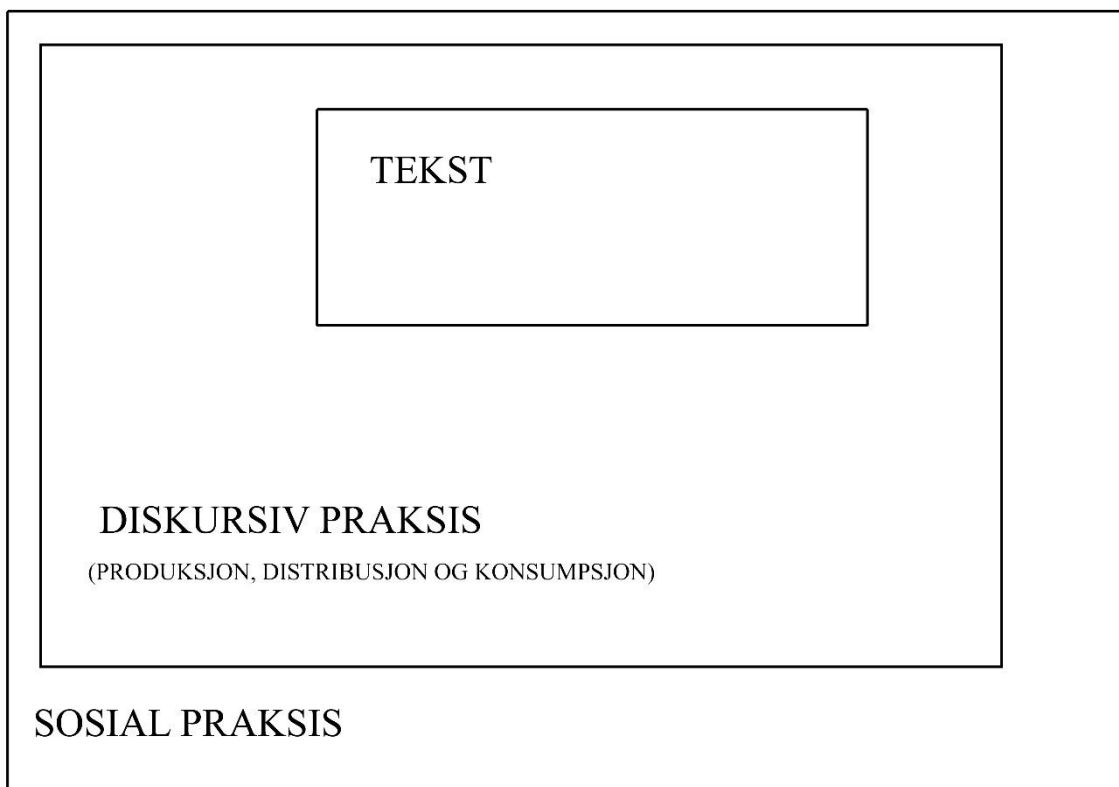 TEKST
DISKURSIV PRAKSIS
(PRODUKSJON, DISTRIBUSJON OG KONSUMPSJON)
SOSIAL PRAKSIS